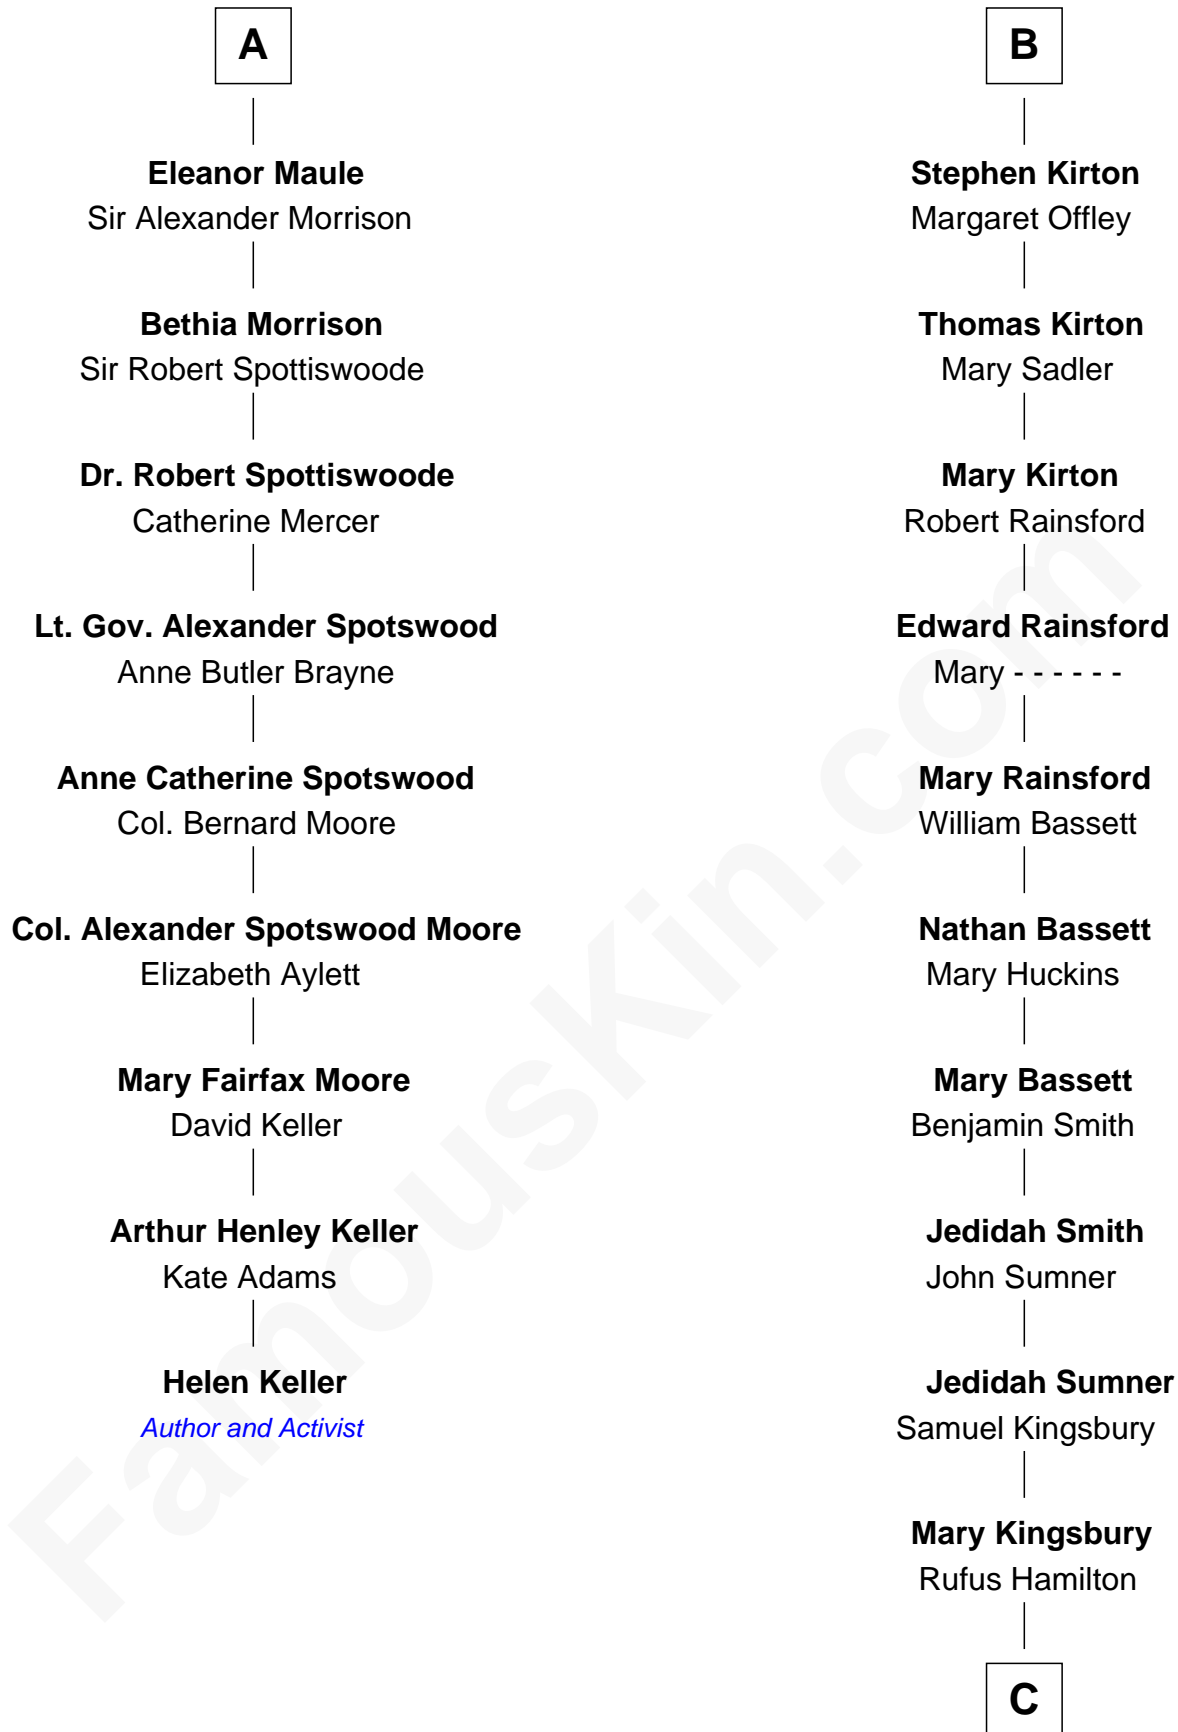 A
Eleanor Maule
Sir Alexander Morrison
Bethia Morrison
Sir Robert Spottiswoode
Dr. Robert Spottiswoode
Catherine Mercer
Lt. Gov. Alexander Spotswood
Anne Butler Brayne
Anne Catherine Spotswood
Col. Bernard Moore
Col. Alexander Spotswood Moore
Elizabeth Aylett
Mary Fairfax Moore
David Keller
Arthur Henley Keller
Kate Adams
Helen Keller
Author and Activist
B
Stephen Kirton
Margaret Offley
Thomas Kirton
Mary Sadler
Mary Kirton
Robert Rainsford
Edward Rainsford
Mary - - - - - -
Mary Rainsford
William Bassett
Nathan Bassett
Mary Huckins
Mary Bassett
Benjamin Smith
Jedidah Smith
John Sumner
Jedidah Sumner
Samuel Kingsbury
Mary Kingsbury
Rufus Hamilton
C
FamousKin.com